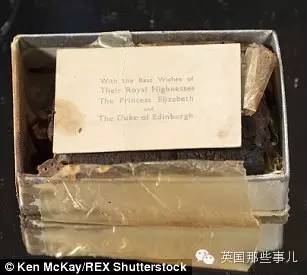 With the Best Wishes of
Their Royal Highnesses
The Princess Elizabeth
and
The Duke of Edinburgh
英国那些事儿
© Ken McKay/REX Shutterstock